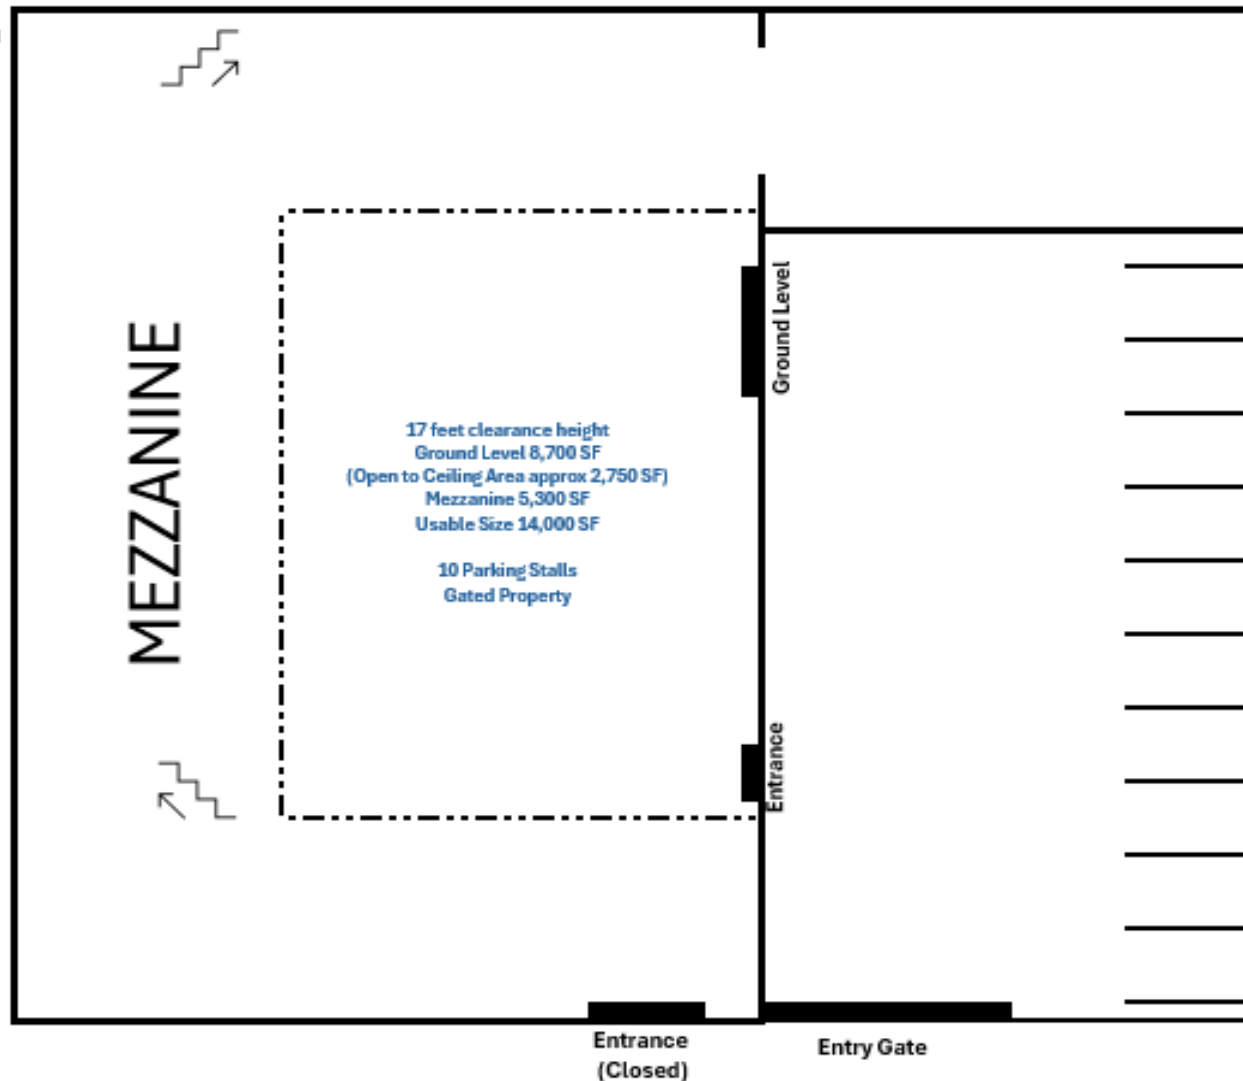 MEZZANINE
Ground Level
17 feet clearance height
Ground Level 8,700 SF
(Open to Ceiling Area approx 2,750 SF)
Mezzanine 5,300 SF
Usable Size 14,000 SF
10 Parking Stalls
Gated Property
Entrance
Entrance
(Closed)
Entry Gate